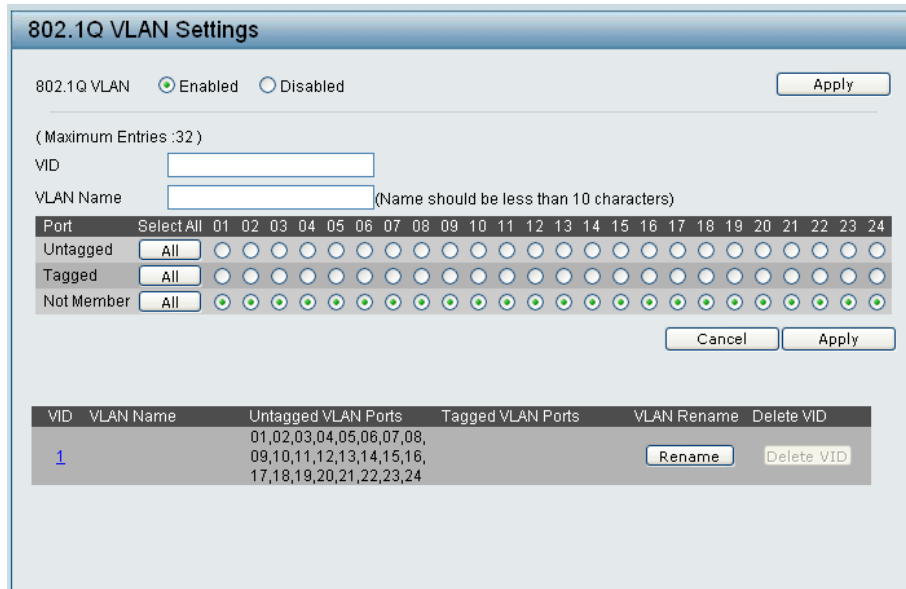 802.1Q VLAN Settings
802.1Q VLAN Enabled Disabled Apply
( Maximum Entries :32 )
VID
VLAN Name (Name should be less than 10 characters)
Port Select All 01 02 03 04 05 06 07 08 09 10 11 12 13 14 15 16 17 18 19 20 21 22 23 24
Untagged All
Tagged All
Not Member All
Cancel Apply
VID VLAN Name Untagged VLAN Ports Tagged VLAN Ports VLAN Rename Delete VID
01,02,03,04,05,06,07,08,
1 09,10,11,12,13,14,15,16, Rename Delete VID
17,18,19,20,21,22,23,24